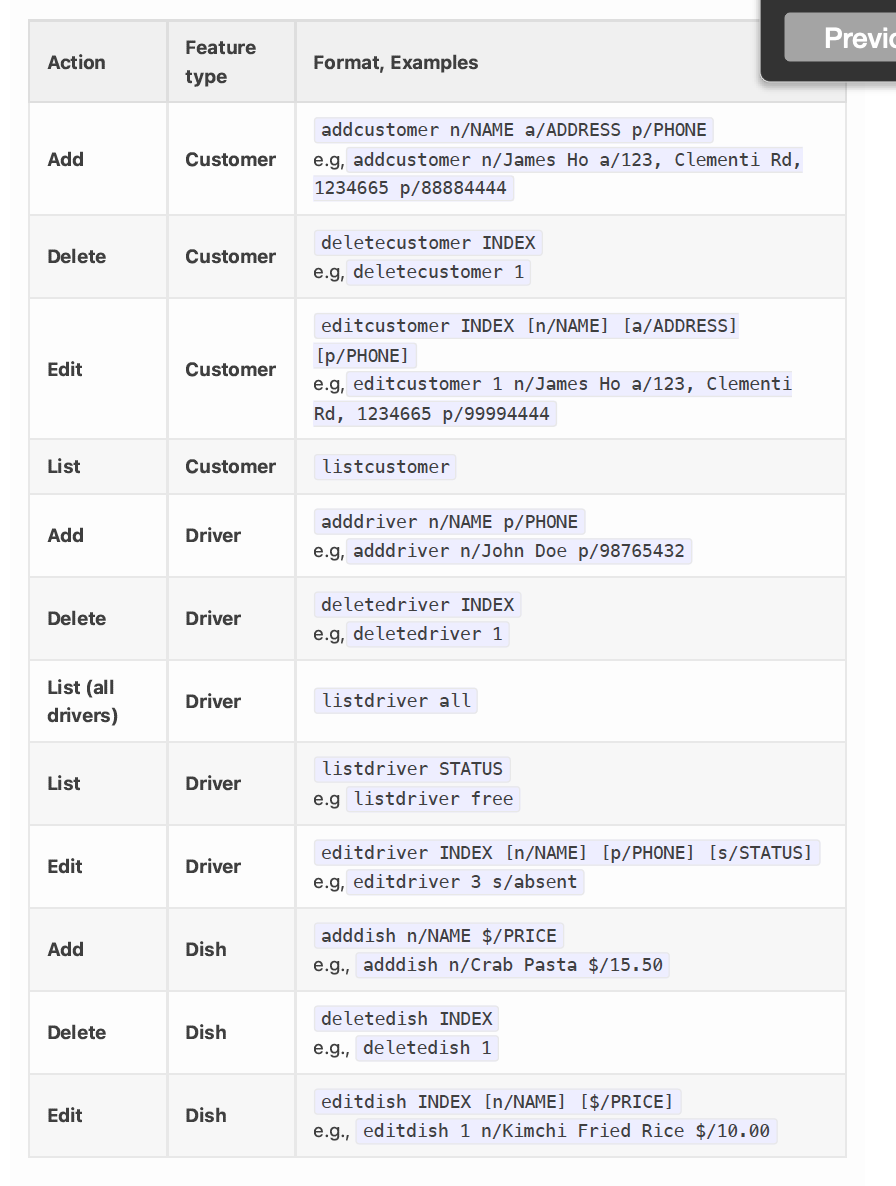 Previ
Action
Feature
type
Format, Examples
Add
Customer
addcustomer n/NAME a/ADDRESS p/PHONE
e.g, addcustomer n/James Ho a/123, Clementi Rd,
1234665 p/88884444
Delete
Customer
deletecustomer INDEX
e.g, deletecustomer 1
Edit
Customer
editcustomer INDEX [n/NAME] [a/ADDRESS]
[p/PHONE]
e.g, editcustomer 1 n/James Ho a/123, Clementi
Rd, 1234665 p/99994444
List
Customer
listcustomer
Add
Driver
adddriver n/NAME p/PHONE
e.g, adddriver n/John Doe p/98765432
Delete
Driver
deletedriver INDEX
e.g, deletedriver 1
List (all
drivers)
Driver
listdriver all
List
Driver
listdriver STATUS
e.g listdriver free
Edit
Driver
editdriver INDEX [n/NAME] [p/PHONE] [s/STATUS]
e.g, editdriver 3 s/absent
Add
Dish
adddish n/NAME $/PRICE
e.g., adddish n/Crab Pasta $/15.50
Delete
Dish
deletedish INDEX
e.g., deletedish 1
Edit
Dish
editdish INDEX [n/NAME] [$/PRICE]
e.g., editdish 1 n/Kimchi Fried Rice $/10.00